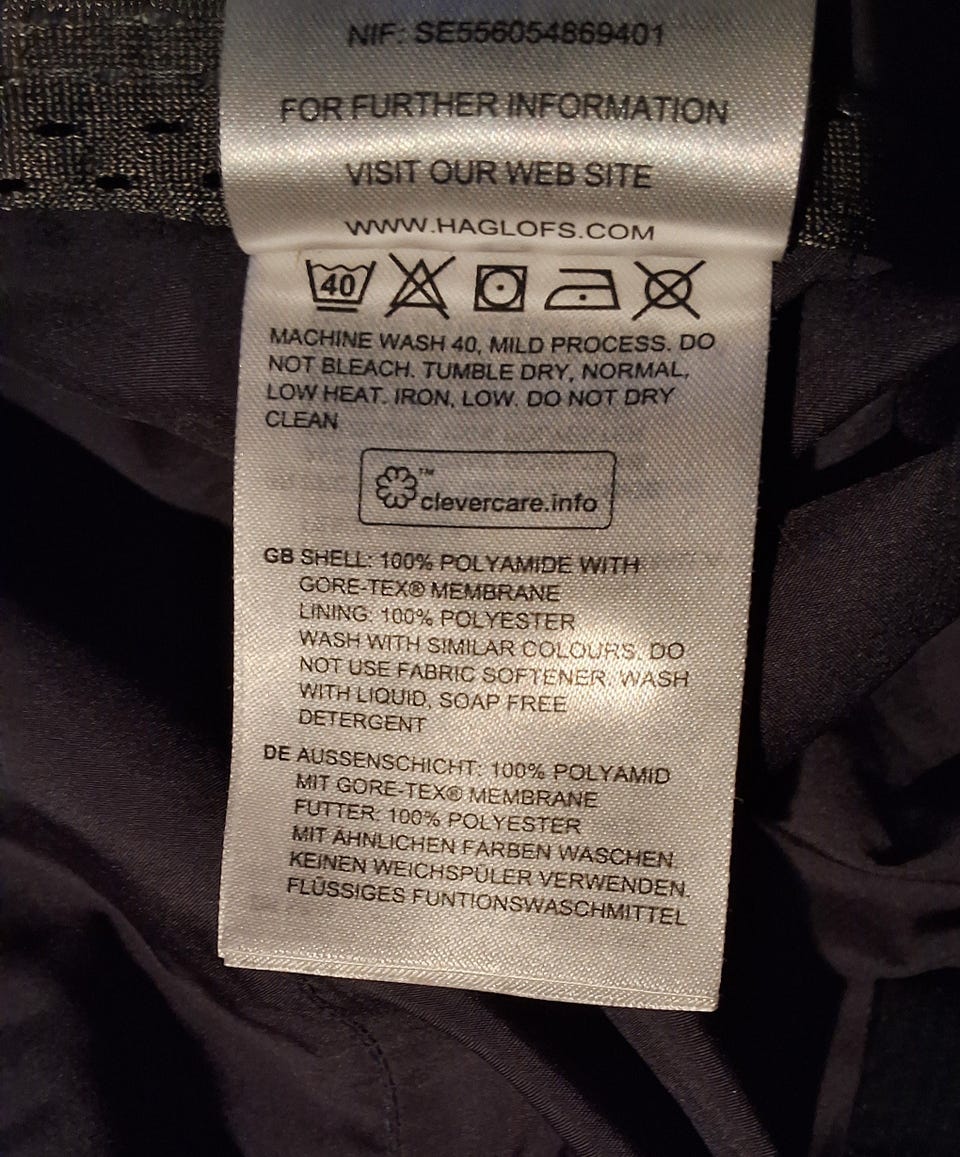 NIF: SE556054869401
FOR FURTHER INFORMATION
VISIT OUR WEB SITE
WWW.HAGLOFS.COM
40
MACHINE WASH 40, MILD PROCESS. DO
NOT BLEACH. TUMBLE DRY, NORMAL,
LOW HEAT. IRON, LOW. DO NOT DRY
CLEAN
™
clevercare.info
GB SHELL: 100% POLYAMIDE WITH
GORE-TEX® MEMBRANE
LINING: 100% POLYESTER
WASH WITH SIMILAR COLOURS. DO
NOT USE FABRIC SOFTENER. WASH
WITH LIQUID, SOAP FREE
DETERGENT
DE AUSSENSCHICHT: 100% POLYAMID
MIT GORE-TEX® MEMBRANE
FUTTER: 100% POLYESTER
MIT ÄHNLICHEN FARBEN WASCHEN.
KEINEN WEICHSPÜLER VERWENDEN.
FLÜSSIGES FUNTIONSWASCHMITTEL